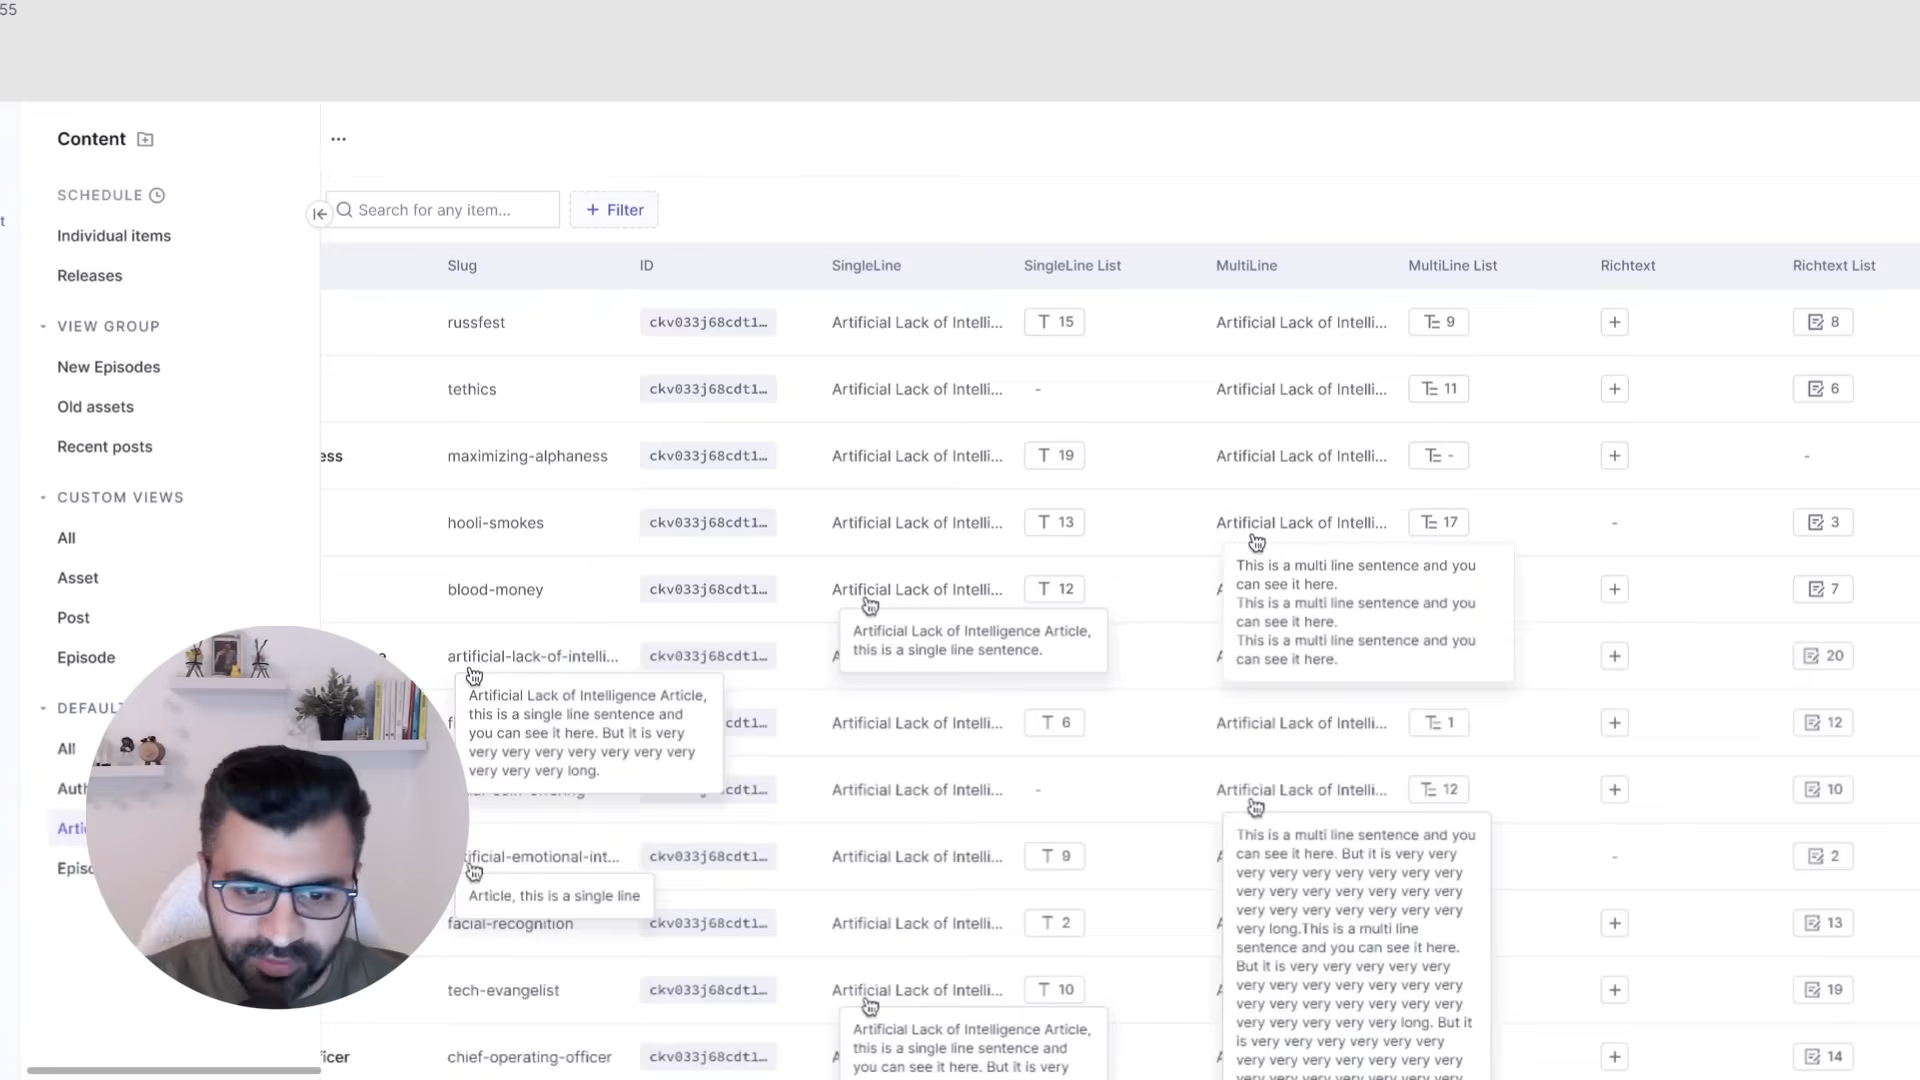 55
Content
...
SCHEDULE
Search for any item...
+ Filter
t
Individual items
Releases
Slug ID SingleLine SingleLine List MultiLine MultiLine List Richtext Richtext List
russfest ckv033j68cdt1… Artificial Lack of Intelli... T 15 Artificial Lack of Intelli... 9 + 8
VIEW GROUP
New Episodes
tethics ckv033j68cdt1… Artificial Lack of Intelli... - Artificial Lack of Intelli... 11 + 6
Old assets
Recent posts
ess maximizing-alphaness ckv033j68cdt1… Artificial Lack of Intelli... T 19 Artificial Lack of Intelli... - + -
CUSTOM VIEWS
hooli-smokes ckv033j68cdt1… Artificial Lack of Intelli... T 13 Artificial Lack of Intelli... 17 - 3
All
This is a multi line sentence and you
can see it here.
This is a multi line sentence and you
can see it here.
This is a multi line sentence and you
can see it here.
Asset
blood-money ckv033j68cdt1… Artificial Lack of Intelli... T 12 + 7
Post
Artificial Lack of Intelligence Article,
this is a single line sentence.
Episode
artificial-lack-of-intelli... ckv033j68cdt1… + 20
Artificial Lack of Intelligence Article,
this is a single line sentence and
you can see it here. But it is very
very very very very very very very
very very very long.
DEFAULT
cdt1… Artificial Lack of Intelli... T 6 Artificial Lack of Intelli... 1 + 12
All
cdt1… Artificial Lack of Intelli... - Artificial Lack of Intelli... 12 + 10
Auth
Arti
This is a multi line sentence and you
can see it here. But it is very very
very very very very very very very
very very very very very very very
very very very very very very very
very long.This is a multi line
sentence and you can see it here.
But it is very very very very very
very very very very very very very
very very very very very very very
very very very very very long. But it
is very very very very very very
very very very very very very very
tificial-emotional-int... ckv033j68cdt1… Artificial Lack of Intelli... T 9 - 2
Episo
Article, this is a single line
facial-recognition ckv033j68cdt1… Artificial Lack of Intelli... T 2 + 13
tech-evangelist ckv033j68cdt1… Artificial Lack of Intelli... T 10 + 19
Artificial Lack of Intelligence Article,
this is a single line sentence and
you can see it here. But it is very
ficer chief-operating-officer ckv033j68cdt1… + 14